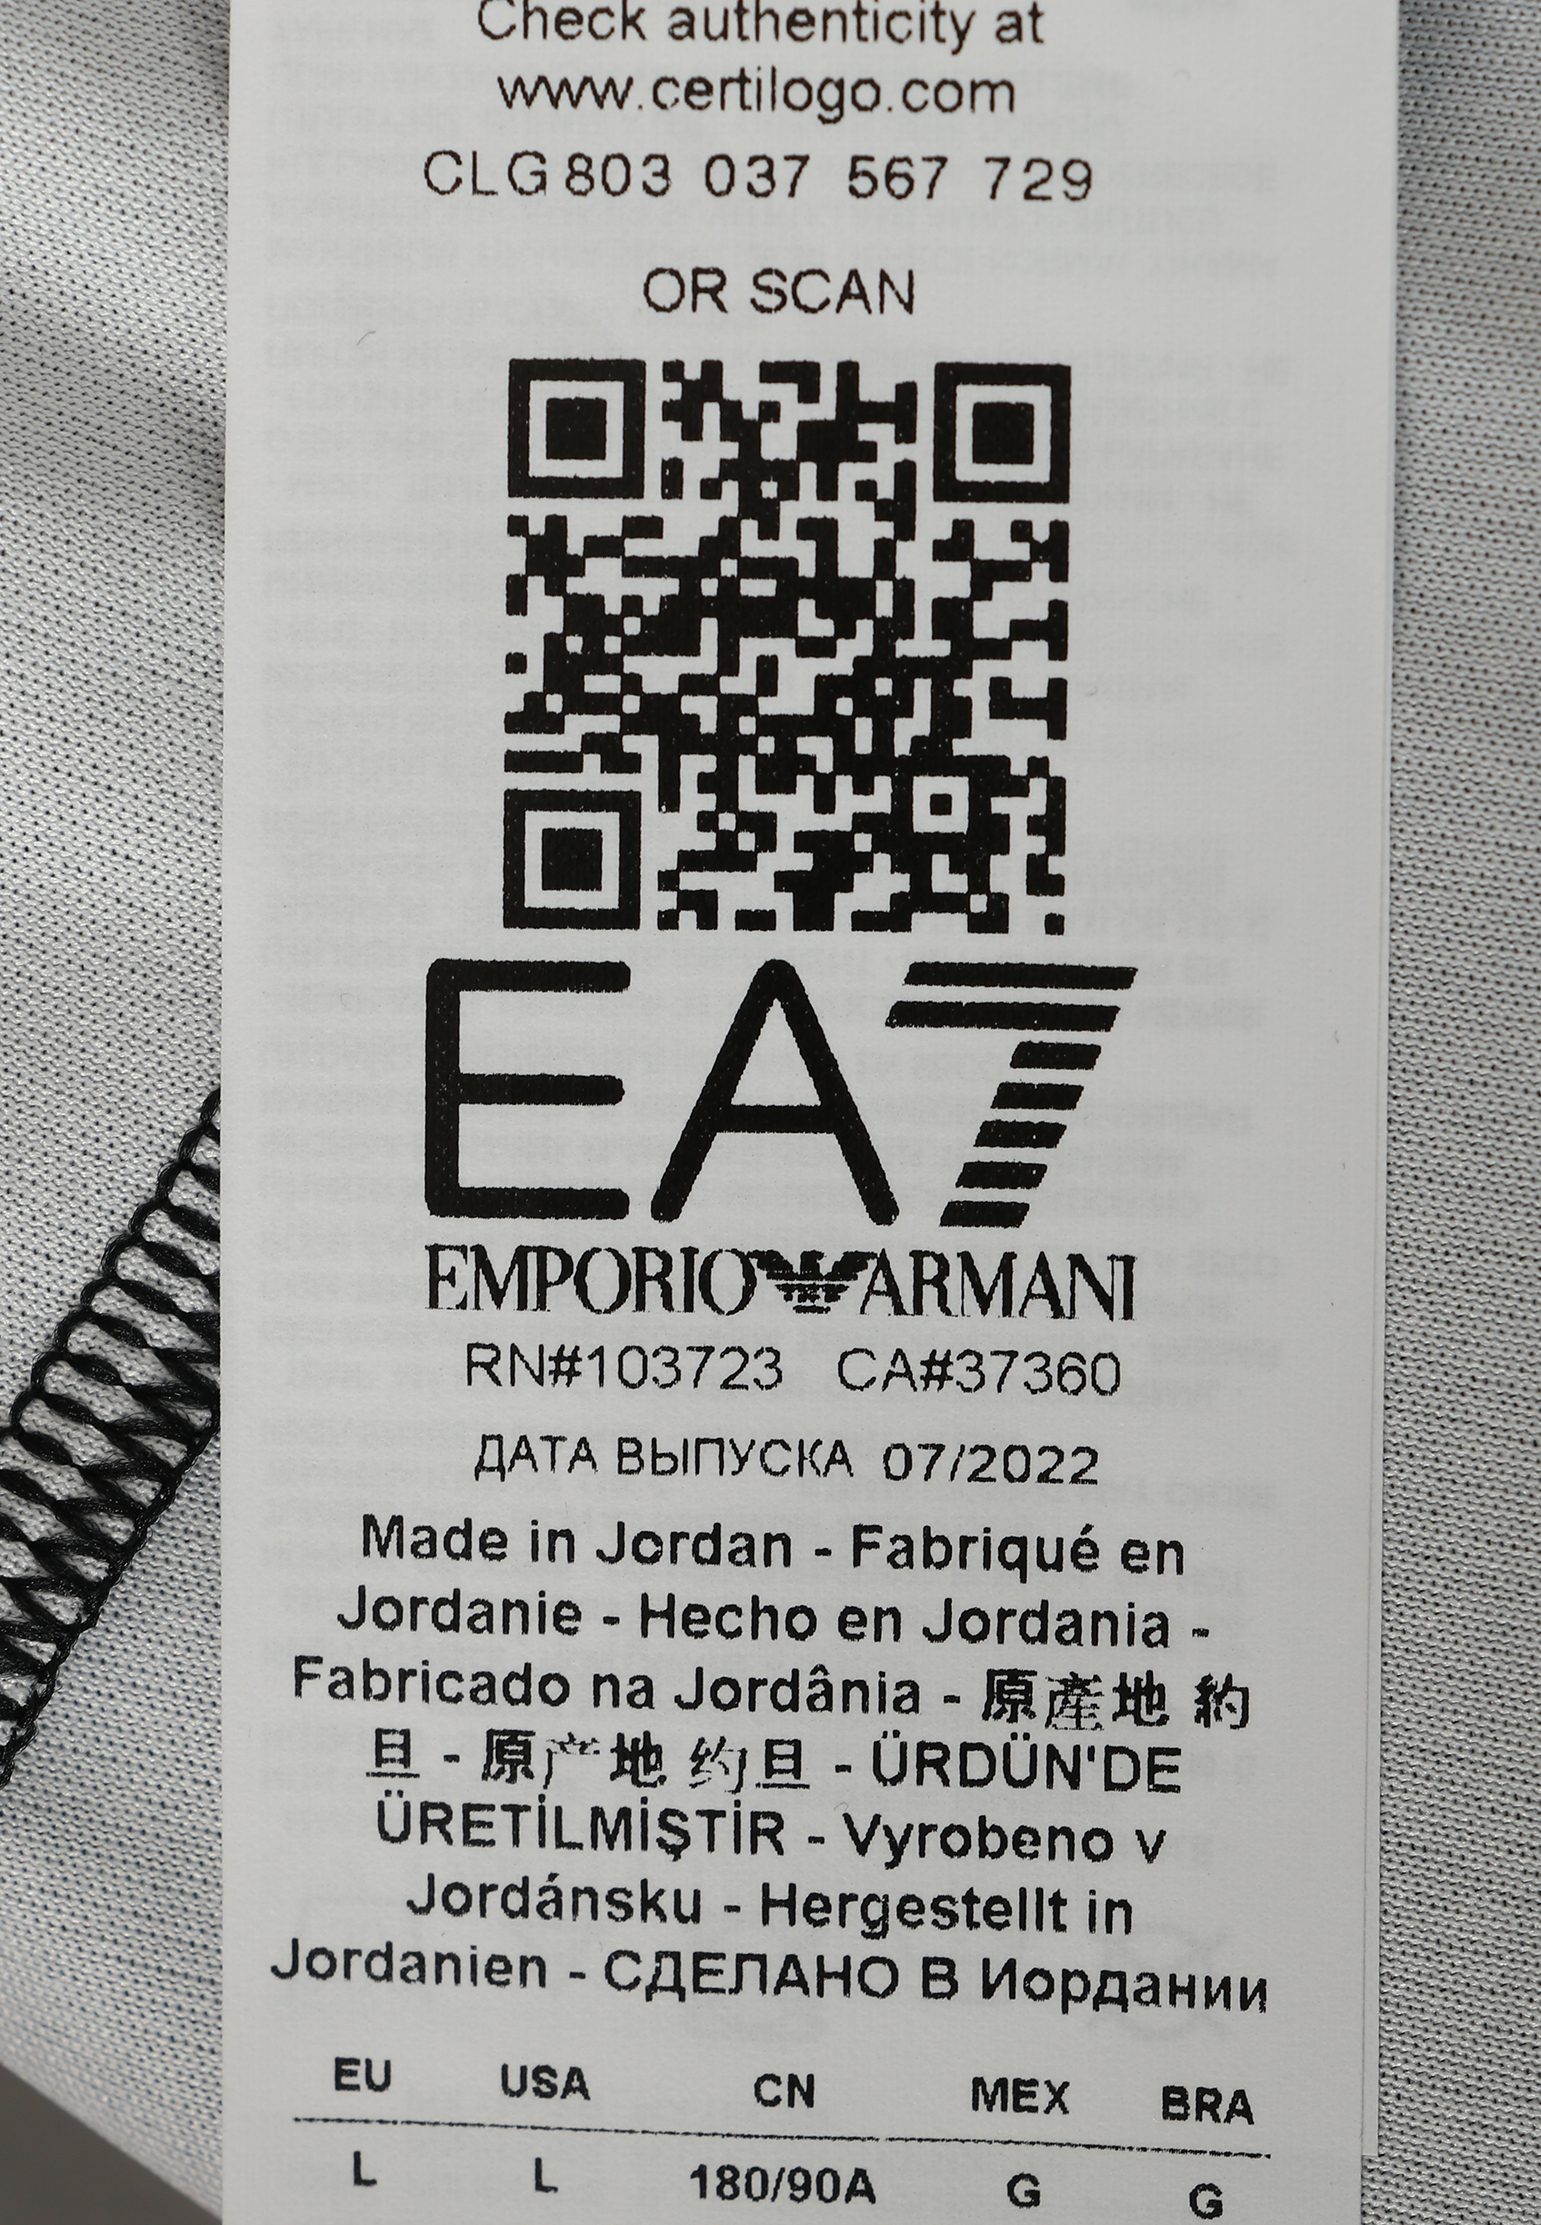 Check authenticity at
www.certilogo.com
CLG 803 037 567 729
OR SCAN
EA7
EMPORIO ARMANI
RN#103723 CA#37360
ДАТА ВЫПУСКА 07/2022
Made in Jordan - Fabriqué en
Jordanie - Hecho en Jordania -
Fabricado na Jordânia - 原產地 約
旦 - 原产地 约旦 - ÜRDÜN'DE
ÜRETİLMİŞTİR - Vyrobeno v
Jordánsku - Hergestellt in
Jordanien - СДЕЛАНО В Иордании
EU USA CN MEX BRA
L L 180/90A G G